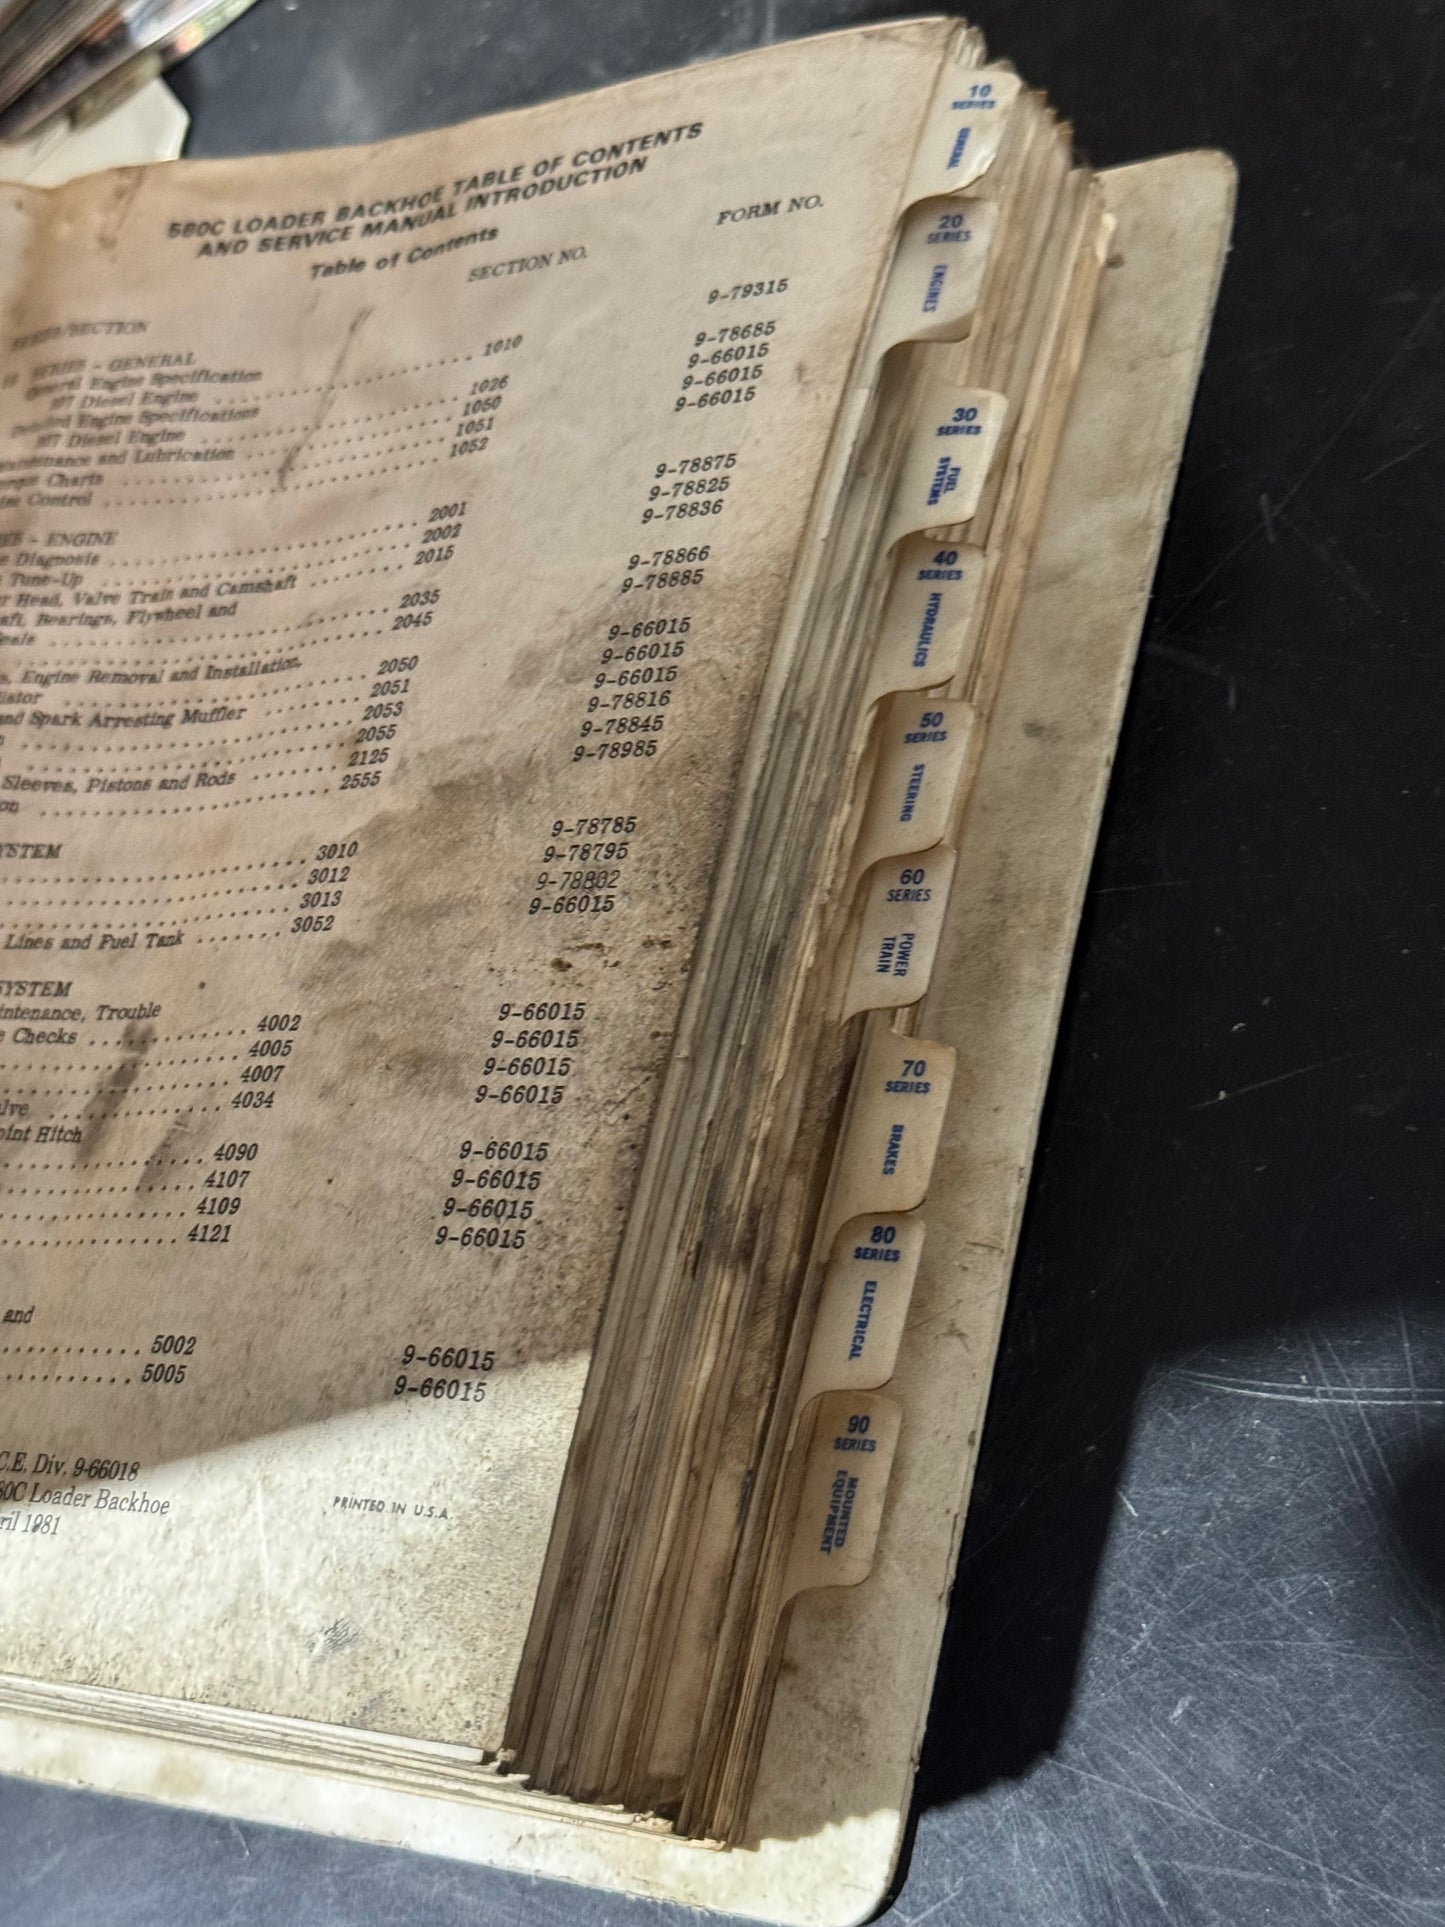 580C LOADER BACKHOE TABLE OF CONTENTS
AND SERVICE MANUAL INTRODUCTION
Table of Contents
SERIES/SECTION SECTION NO. FORM NO.
9-79315
10 SERIES - GENERAL
General Engine Specification
207 Diesel Engine .......... 1010 9-78685
Detailed Engine Specifications
Diesel Engine .......... 1026 9-66015
Maintenance and Lubrication .......... 1050 9-66015
Charts .......... 1051 9-66015
Control .......... 1052
- ENGINE
Diagnosis .......... 2001 9-78875
Tune-Up .......... 2002 9-78825
Head, Valve Train and Camshaft .......... 2015 9-78836
Bearings, Flywheel and
.......... 2035 9-78866
.......... 2045 9-78885
Engine Removal and Installation,
.......... 2050 9-66015
and Spark Arresting Muffler .......... 2051 9-66015
.......... 2053 9-66015
.......... 2055 9-78816
Sleeves, Pistons and Rods .......... 2125 9-78845
.......... 2555 9-78985
YSTEM
.......... 3010 9-78785
.......... 3012 9-78795
.......... 3013 9-78802
Lines and Fuel Tank ....... 3052 9-66015
SYSTEM
Trouble
Checks .......... 4002 9-66015
.......... 4005 9-66015
.......... 4007 9-66015
.......... 4034 9-66015
Hitch
.......... 4090 9-66015
.......... 4107 9-66015
.......... 4109 9-66015
.......... 4121 9-66015
and
.......... 5002 9-66015
.......... 5005 9-66015
C.E. Div. 9-66018
80C Loader Backhoe
ril 1981
PRINTED IN U.S.A.
10
SERIES
GENERAL
20
SERIES
ENGINES
30
SERIES
FUEL
SYSTEMS
40
SERIES
HYDRAULICS
50
SERIES
STEERING
60
SERIES
POWER
TRAIN
70
SERIES
BRAKES
80
SERIES
ELECTRICAL
90
SERIES
MOUNTED
EQUIPMENT